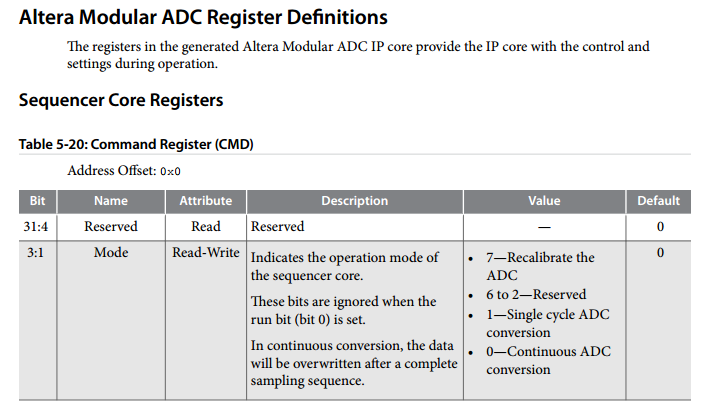 Altera Modular ADC Register Definitions
The registers in the generated Altera Modular ADC IP core provide the IP core with the control and
settings during operation.
Sequencer Core Registers
Table 5-20: Command Register (CMD)
Address Offset: 0x0
Bit Name Attribute Description Value Default
31:4 Reserved Read Reserved — 0
3:1 Mode Read-Write Indicates the operation mode of
the sequencer core.
These bits are ignored when the
run bit (bit 0) is set.
In continuous conversion, the data
will be overwritten after a complete
sampling sequence.
• 7—Recalibrate the
ADC
• 6 to 2—Reserved
• 1—Single cycle ADC
conversion
• 0—Continuous ADC
conversion
0